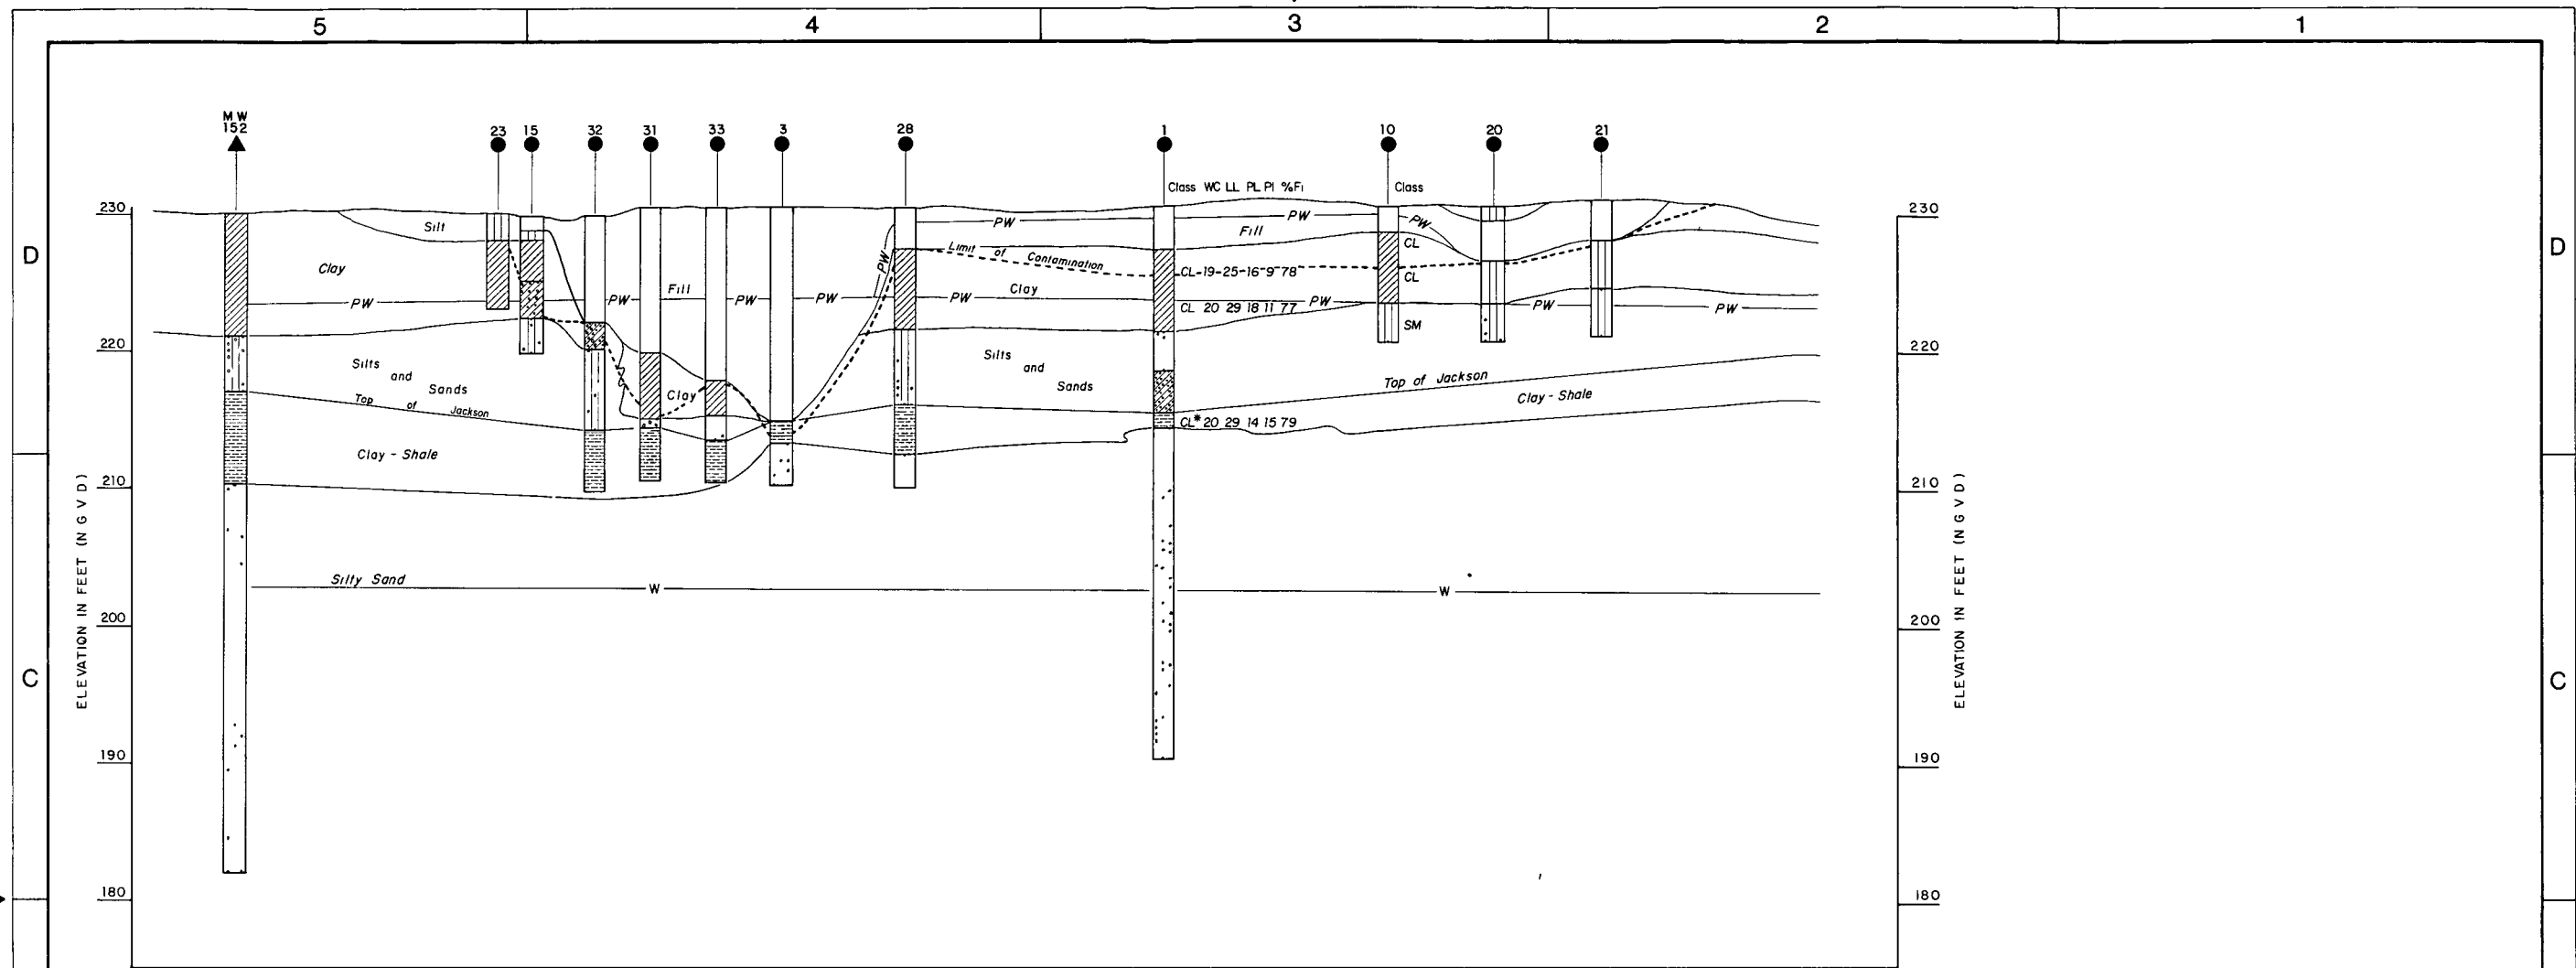 5 4 3 2 1
M W
152
23 15 32 31 33 3 28 1 10 20 21
Class WC LL PL PI %Fi
Class
230
230
PW
PW
PW
Silt
Fill
CL
D
D
Limit of Contamination
PW
Clay
CL-19-25-16-9-78
CL
Fill
Clay
PW PW PW PW PW PW PW PW
CL 20 29 18 11 77
SM
220
220
Silts
and
Sands
Silts
and
Sands
Top of Jackson
Top of Jackson
Clay
Clay - Shale
CL* 20 29 14 15 79
Clay - Shale
210
210
ELEVATION IN FEET (N G V D)
ELEVATION IN FEET (N G V D)
Silty Sand
W
W
200
200
C
C
190
190
180
180